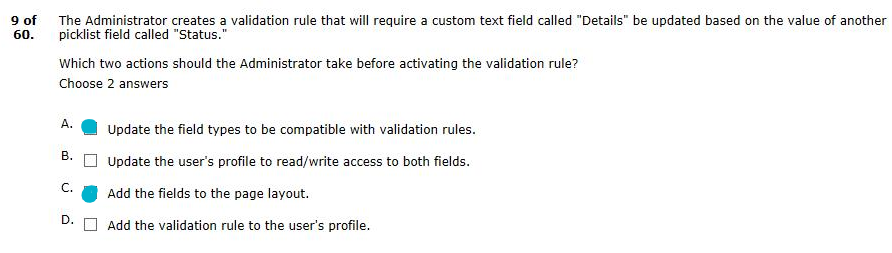 9 of The Administrator creates a validation rule that will require a custom text field called "Details" be updated based on the value of another
60. picklist field called "Status."
Which two actions should the Administrator take before activating the validation rule?
Choose 2 answers
A. Update the field types to be compatible with validation rules.
B. Update the user's profile to read/write access to both fields.
C. Add the fields to the page layout.
D. Add the validation rule to the user's profile.